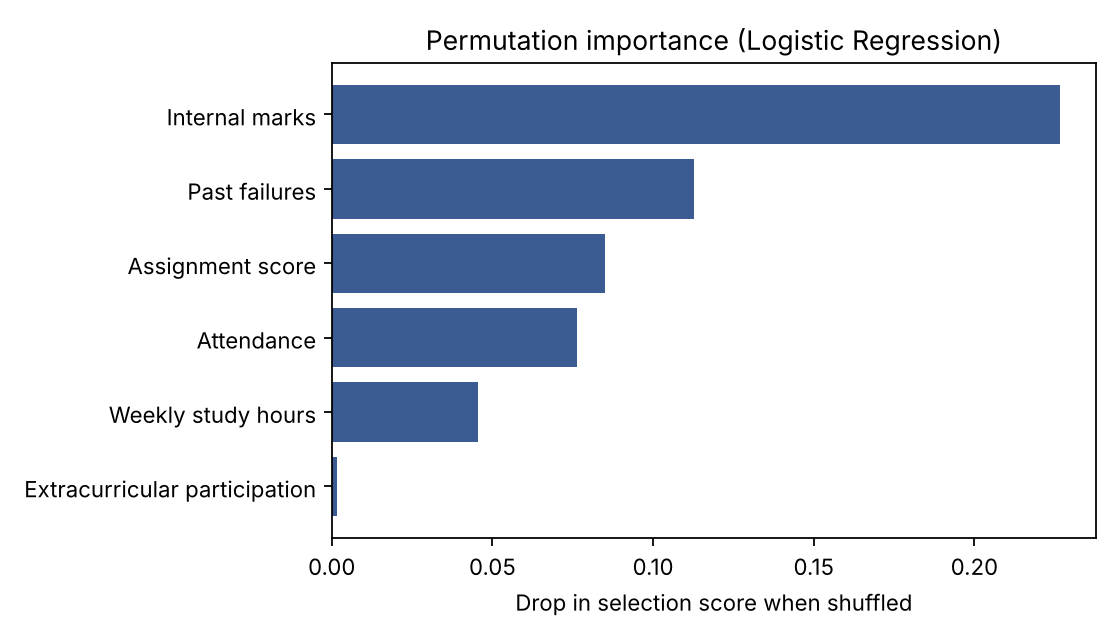 Permutation importance (Logistic Regression)
Internal marks
Past failures
Assignment score
Attendance
Weekly study hours
Extracurricular participation
0.00 0.05 0.10 0.15 0.20
Drop in selection score when shuffled